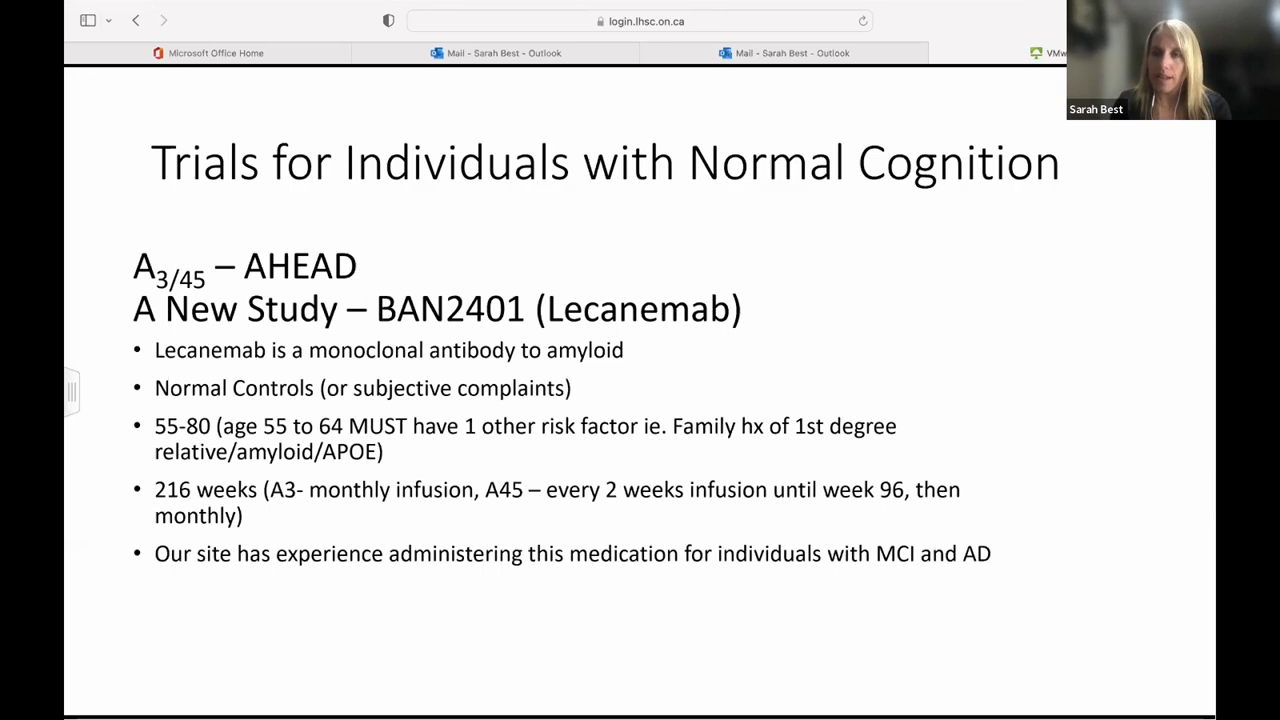 login.lhsc.on.ca
Microsoft Office Home
Mail - Sarah Best - Outlook
Mail - Sarah Best - Outlook
VMw
Sarah Best
Trials for Individuals with Normal Cognition
A3/45 – AHEAD
A New Study – BAN2401 (Lecanemab)
• Lecanemab is a monoclonal antibody to amyloid
• Normal Controls (or subjective complaints)
• 55-80 (age 55 to 64 MUST have 1 other risk factor ie. Family hx of 1st degree
relative/amyloid/APOE)
• 216 weeks (A3- monthly infusion, A45 – every 2 weeks infusion until week 96, then
monthly)
• Our site has experience administering this medication for individuals with MCI and AD